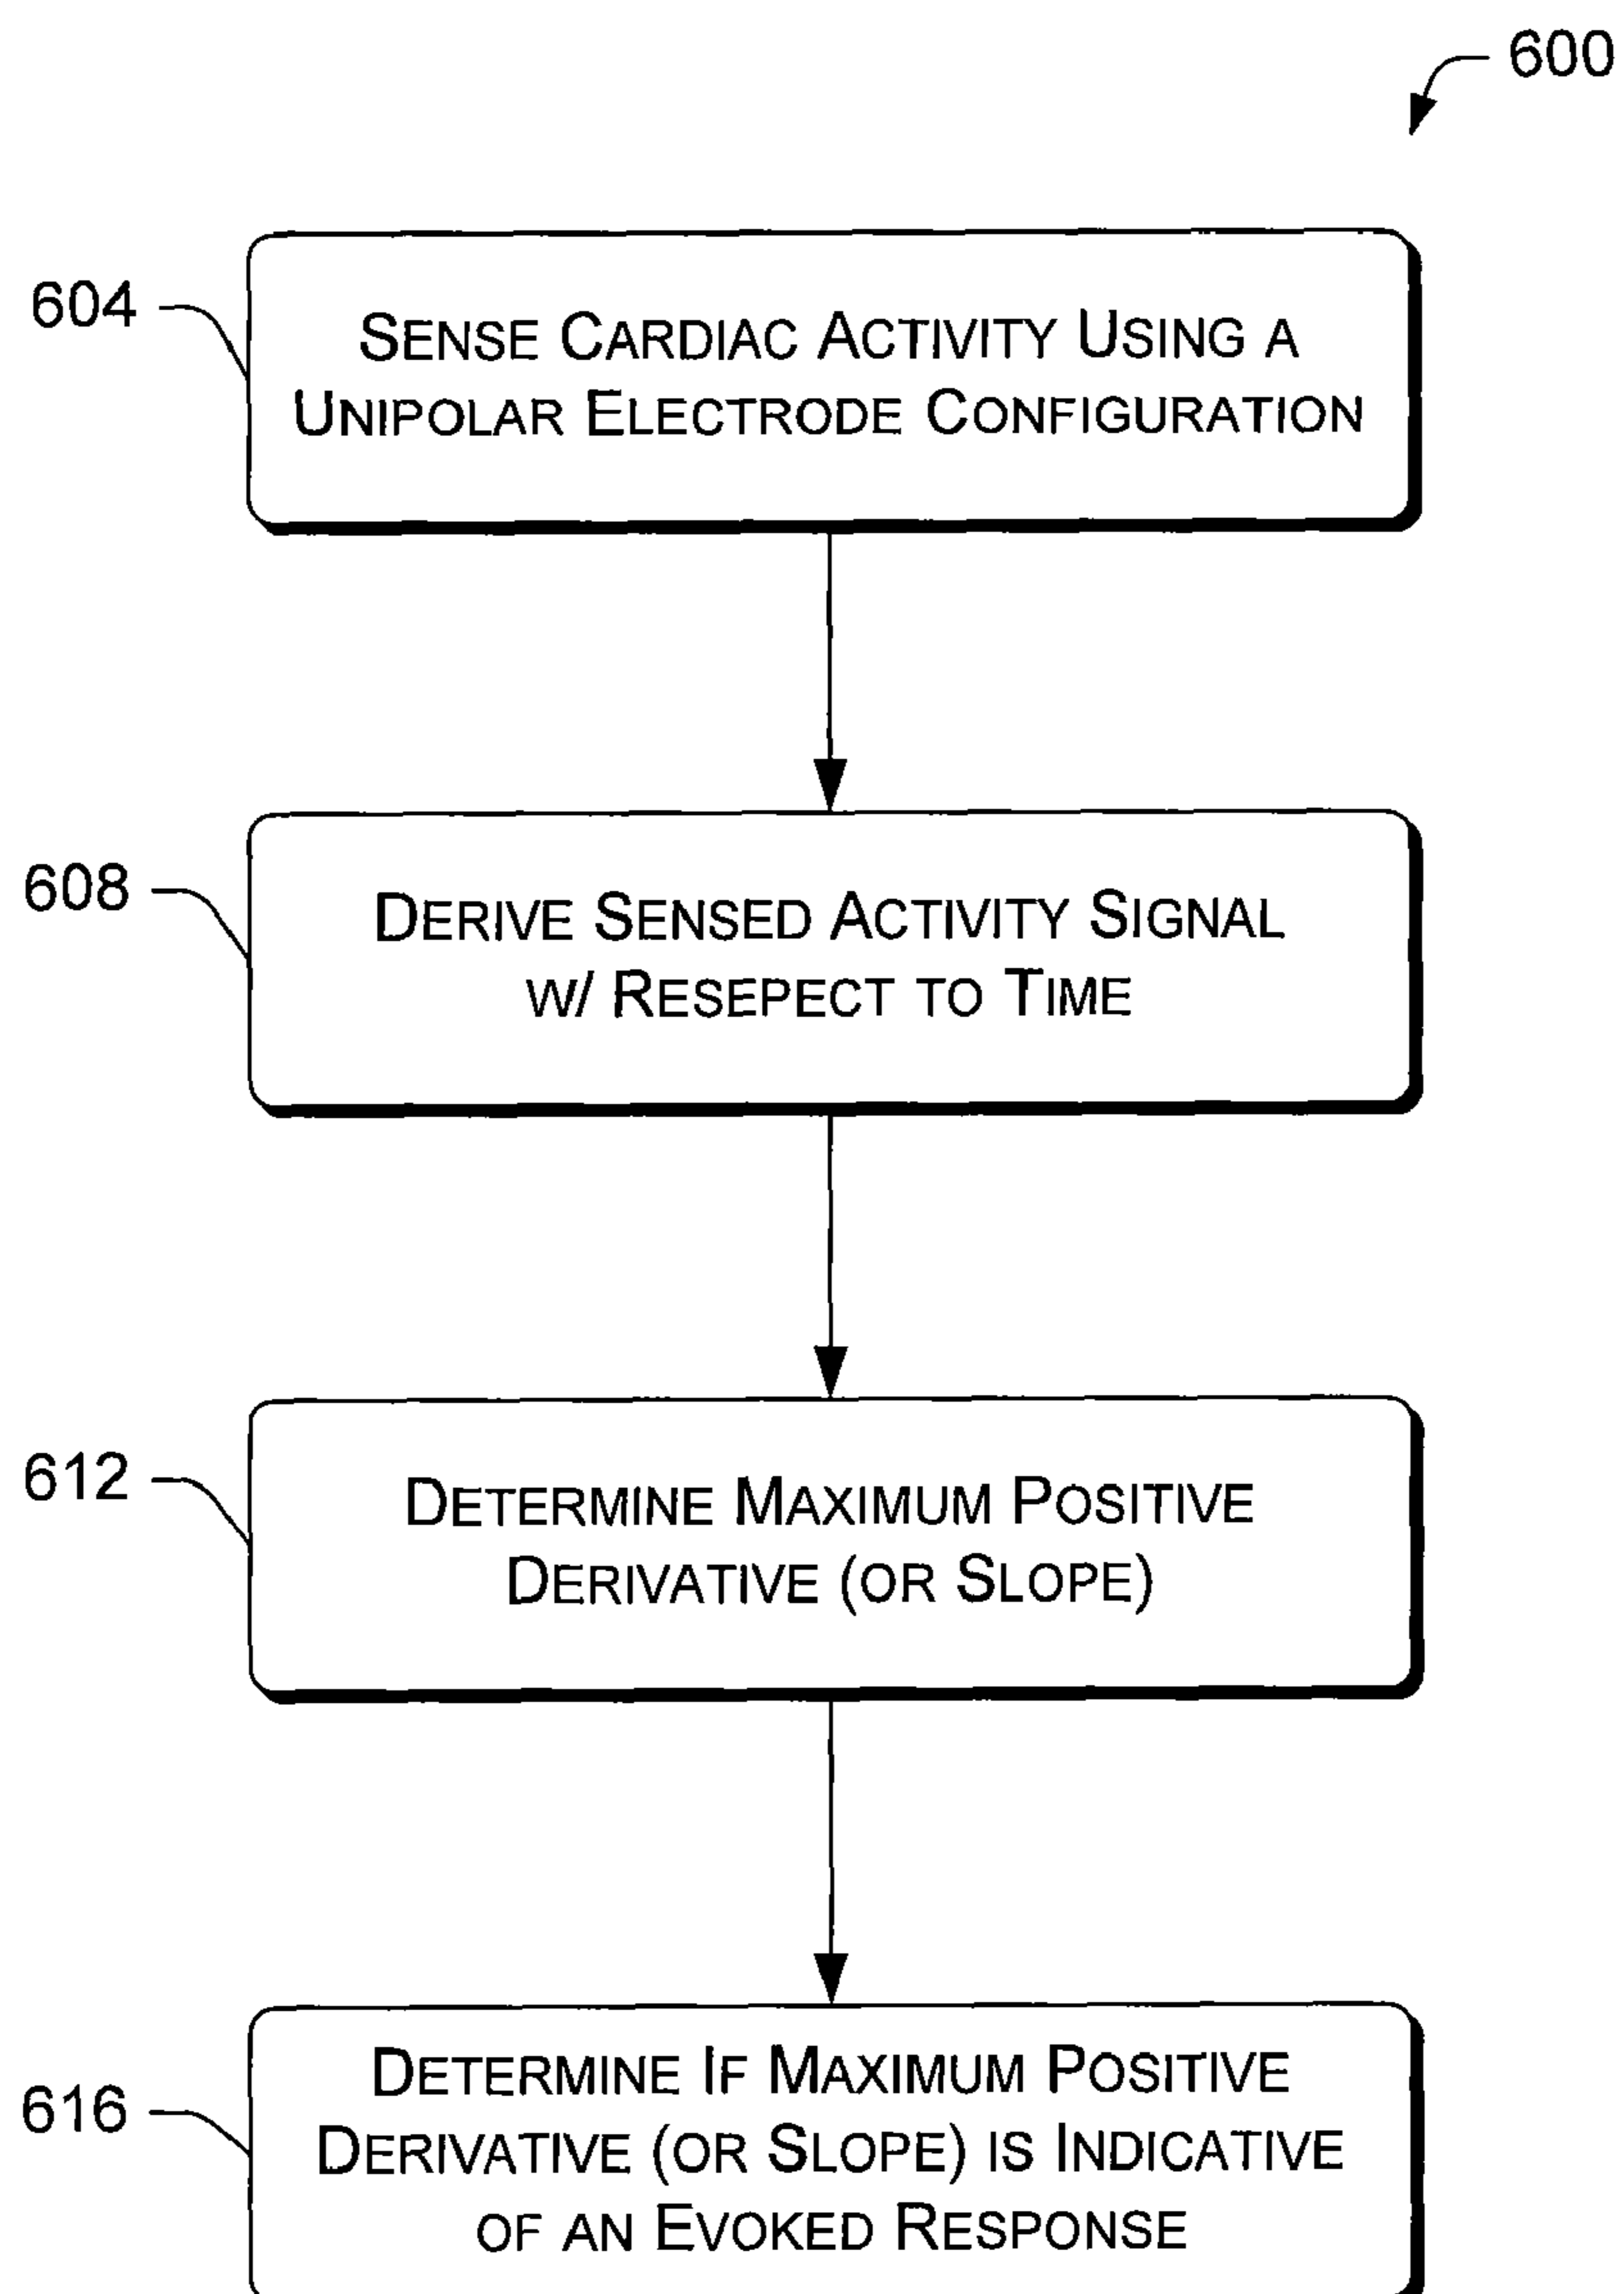 600
604
SENSE CARDIAC ACTIVITY USING A
UNIPOLAR ELECTRODE CONFIGURATION
608
DERIVE SENSED ACTIVITY SIGNAL
W/ RESEPECT TO TIME
612
DETERMINE MAXIMUM POSITIVE
DERIVATIVE (OR SLOPE)
616
DETERMINE IF MAXIMUM POSITIVE
DERIVATIVE (OR SLOPE) IS INDICATIVE
OF AN EVOKED RESPONSE